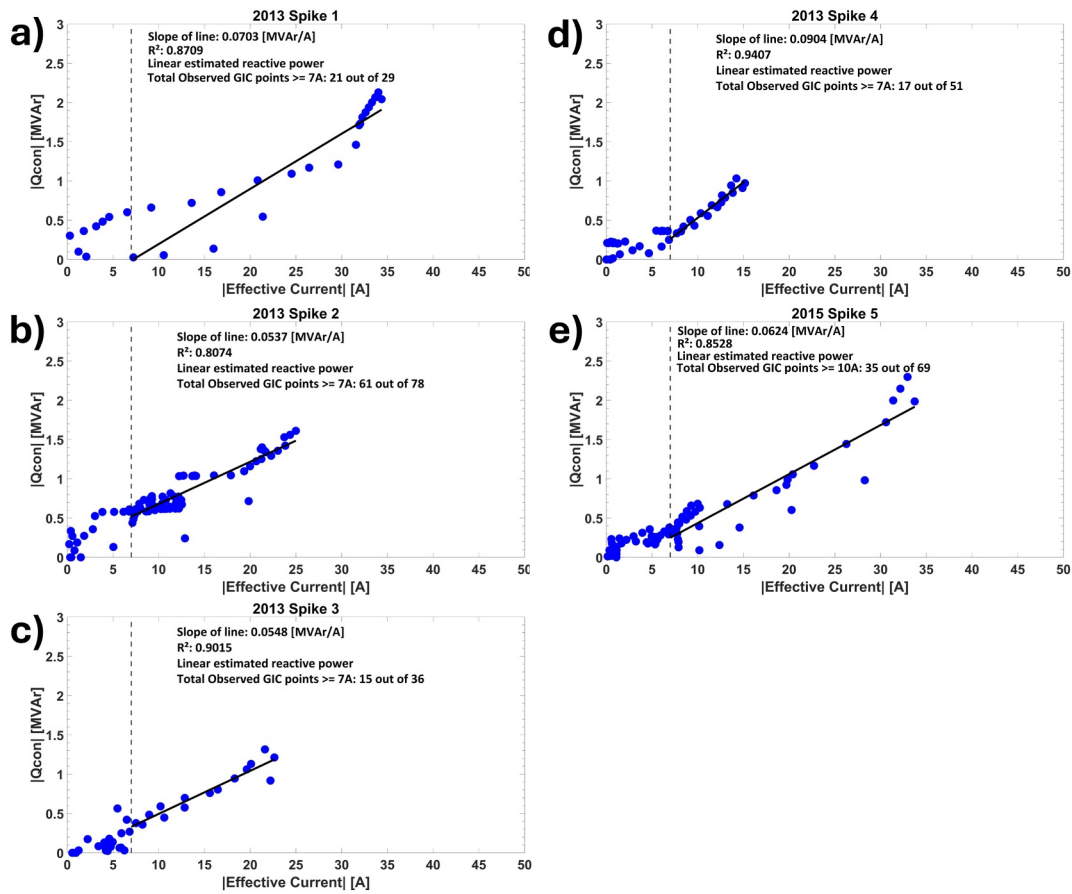 a)
2013 Spike 1
Slope of line: 0.0703 [MVAr/A]
R²: 0.8709
Linear estimated reactive power
Total Observed GIC points >= 7A: 21 out of 29
|Qcon| [MVAr]
3
2.5
2
1.5
1
0.5
0
0 5 10 15 20 25 30 35 40 45 50
|Effective Current| [A]
b)
2013 Spike 2
Slope of line: 0.0537 [MVAr/A]
R²: 0.8074
Linear estimated reactive power
Total Observed GIC points >= 7A: 61 out of 78
|Qcon| [MVAr]
3
2.5
2
1.5
1
0.5
0
0 5 10 15 20 25 30 35 40 45 50
|Effective Current| [A]
c)
2013 Spike 3
Slope of line: 0.0548 [MVAr/A]
R²: 0.9015
Linear estimated reactive power
Total Observed GIC points >= 7A: 15 out of 36
|Qcon| [MVAr]
3
2.5
2
1.5
1
0.5
0
0 5 10 15 20 25 30 35 40 45 50
|Effective Current| [A]
d)
2013 Spike 4
Slope of line: 0.0904 [MVAr/A]
R²: 0.9407
Linear estimated reactive power
Total Observed GIC points >= 7A: 17 out of 51
|Qcon| [MVAr]
3
2.5
2
1.5
1
0.5
0
0 5 10 15 20 25 30 35 40 45 50
|Effective Current| [A]
e)
2015 Spike 5
Slope of line: 0.0624 [MVAr/A]
R²: 0.8528
Linear estimated reactive power
Total Observed GIC points >= 10A: 35 out of 69
|Qcon| [MVAr]
3
2.5
2
1.5
1
0.5
0
0 5 10 15 20 25 30 35 40 45 50
|Effective Current| [A]